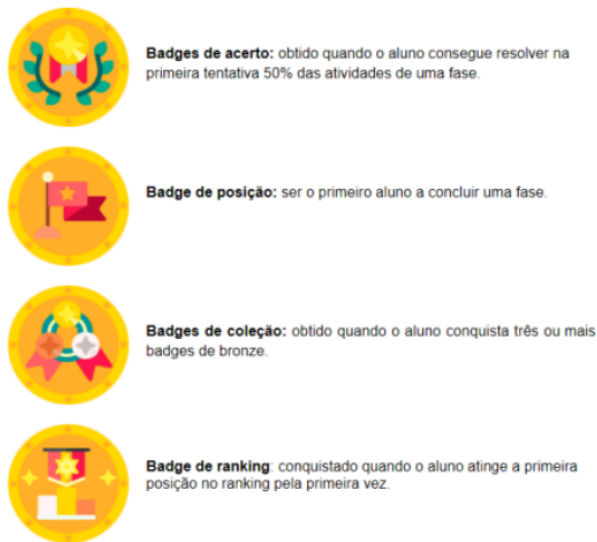 Badges de acerto: obtido quando o aluno consegue resolver na
primeira tentativa 50% das atividades de uma fase.
Badge de posição: ser o primeiro aluno a concluir uma fase.
Badges de coleção: obtido quando o aluno conquista três ou mais
badges de bronze.
Badge de ranking: conquistado quando o aluno atinge a primeira
posição no ranking pela primeira vez.